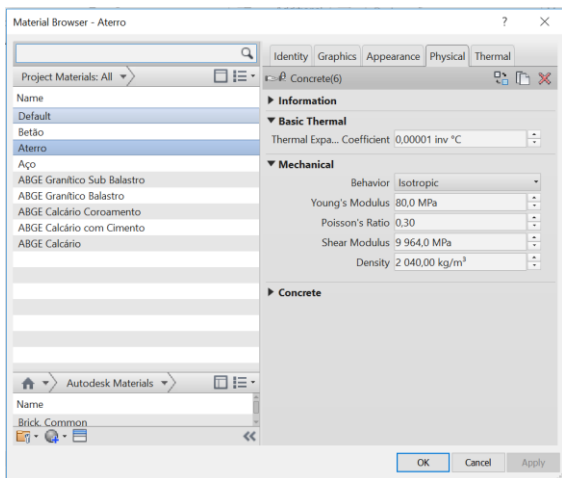 Material Browser - Aterro
?
Identity Graphics Appearance Physical Thermal
Project Materials: All
Concrete(6)
Name
Default
Betão
Aterro
Aço
ABGE Granítico Sub Balastro
ABGE Granítico Balastro
ABGE Calcário Coroamento
ABGE Calcário com Cimento
ABGE Calcário
Information
Basic Thermal
Thermal Expa... Coefficient 0,00001 inv °C
Mechanical
Behavior Isotropic
Young's Modulus 80,0 MPa
Poisson's Ratio 0,30
Shear Modulus 9 964,0 MPa
Density 2 040,00 kg/m³
Concrete
Autodesk Materials
Name
Brick, Common
OK Cancel Apply